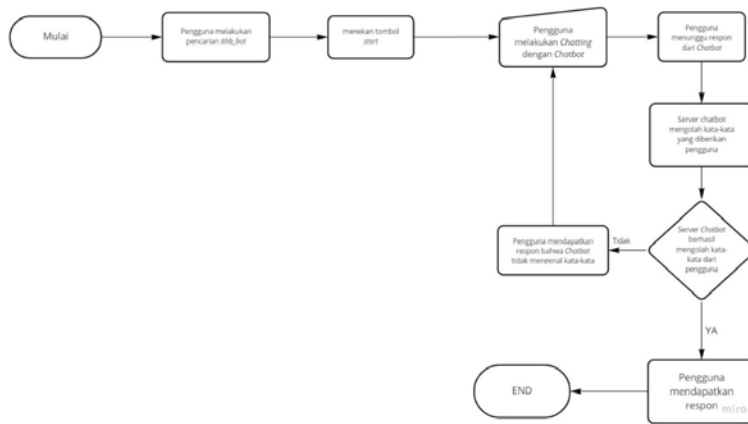 Mulai
Pengguna melakukan
pencarian ithb_bot
menekan tombol
start
Pengguna
melakukan Chatting
dengan Chatbot
Pengguna
menunggu respon
dari Chatbot
Server chatbot
mengolah kata-kata
yang diberikan
pengguna
Server Chatbot
berhasil
mengolah kata-
kata dari
pengguna
Tidak
Pengguna mendapatkan
respon bahwa Chatbot
tidak mengenal kata-kata
YA
Pengguna
mendapatkan
respon
END
miro